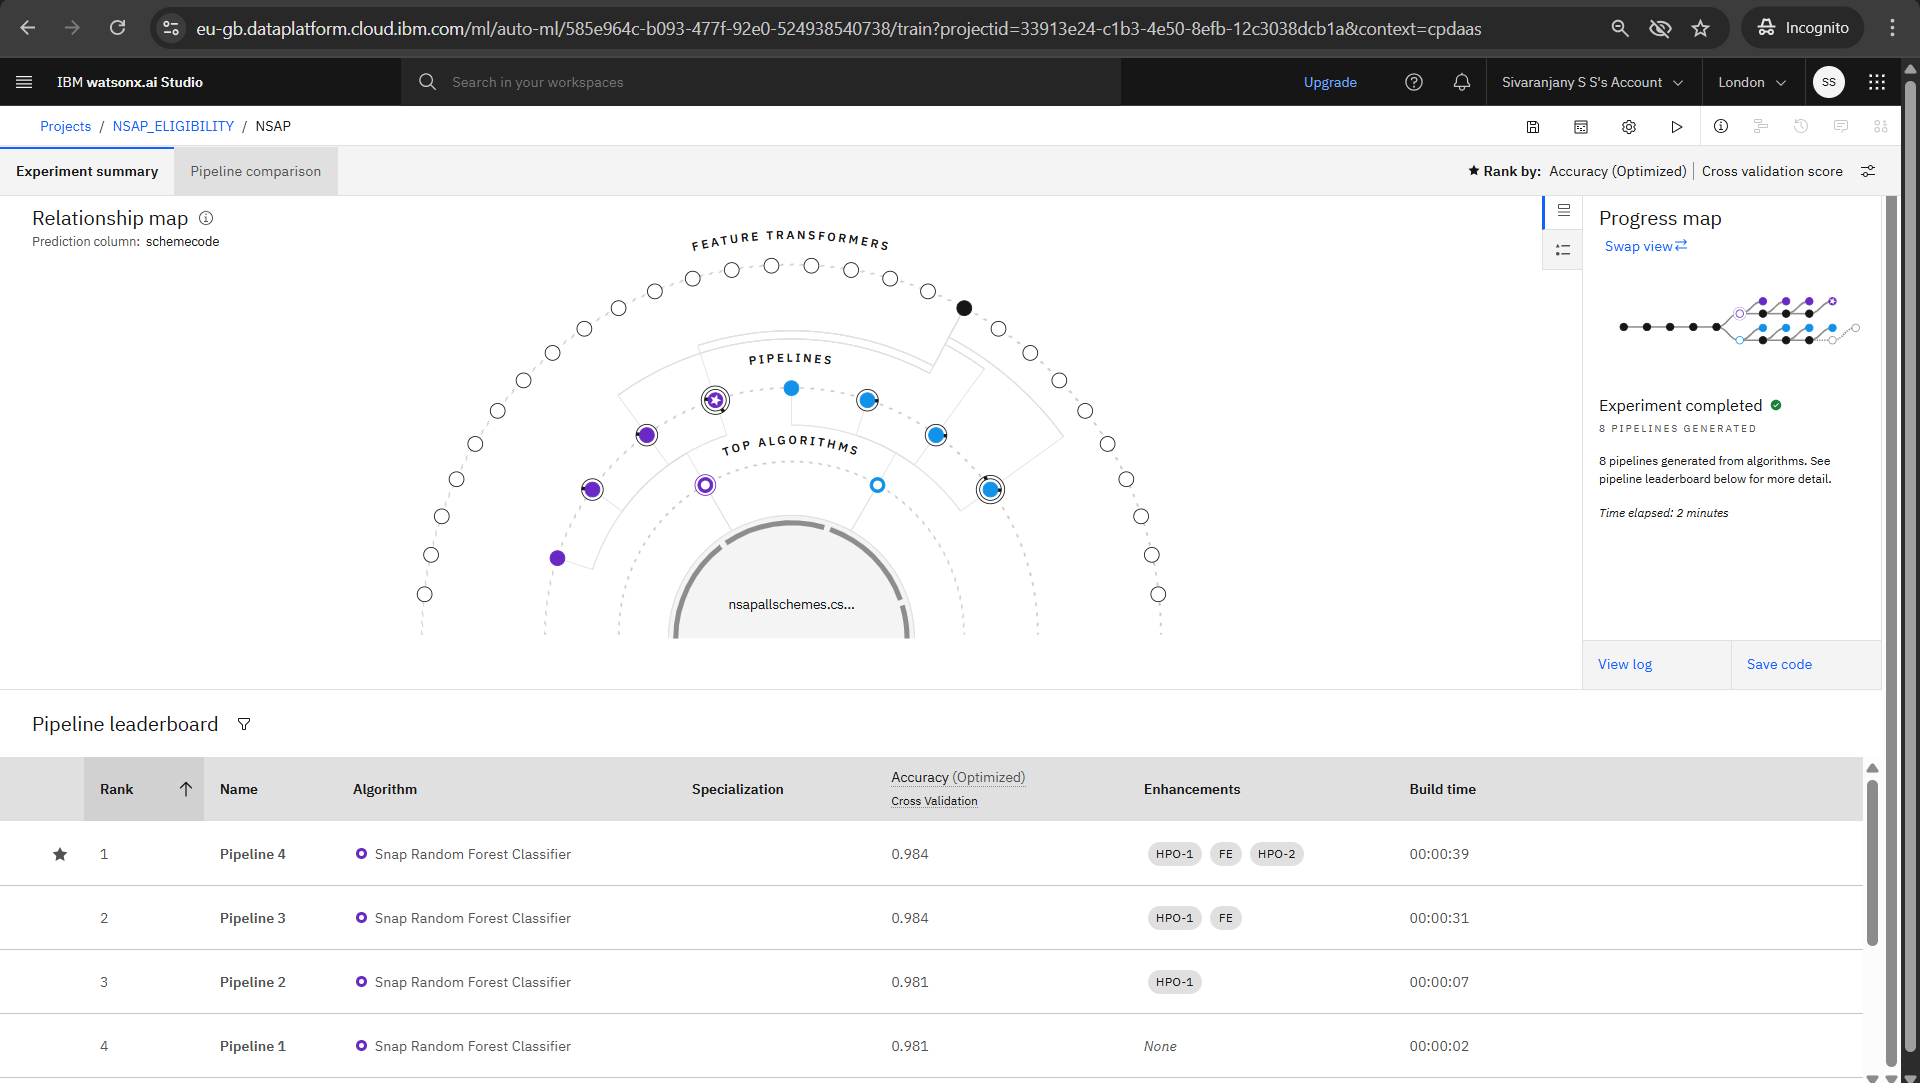 eu-gb.dataplatform.cloud.ibm.com/ml/auto-ml/585e964c-b093-477f-92e0-524938540738/train?projectid=33913e24-c1b3-4e50-8efb-12c3038dcb1a&context=cpdaas
Incognito
IBM watsonx.ai Studio
Search in your workspaces
Upgrade
Sivaranjany S S's Account
London
SS
Projects / NSAP_ELIGIBILITY / NSAP
Experiment summary
Pipeline comparison
Rank by: Accuracy (Optimized) | Cross validation score
Relationship map
Prediction column: schemecode
FEATURE TRANSFORMERS
PIPELINES
TOP ALGORITHMS
nsapallschemes.cs...
Progress map
Swap view
Experiment completed
8 PIPELINES GENERATED
8 pipelines generated from algorithms. See
pipeline leaderboard below for more detail.
Time elapsed: 2 minutes
View log
Save code
Pipeline leaderboard
Rank Name Algorithm Specialization Accuracy (Optimized) Enhancements Build time
Cross Validation
1 Pipeline 4 Snap Random Forest Classifier 0.984 HPO-1 FE HPO-2 00:00:39
2 Pipeline 3 Snap Random Forest Classifier 0.984 HPO-1 FE 00:00:31
3 Pipeline 2 Snap Random Forest Classifier 0.981 HPO-1 00:00:07
4 Pipeline 1 Snap Random Forest Classifier 0.981 None 00:00:02